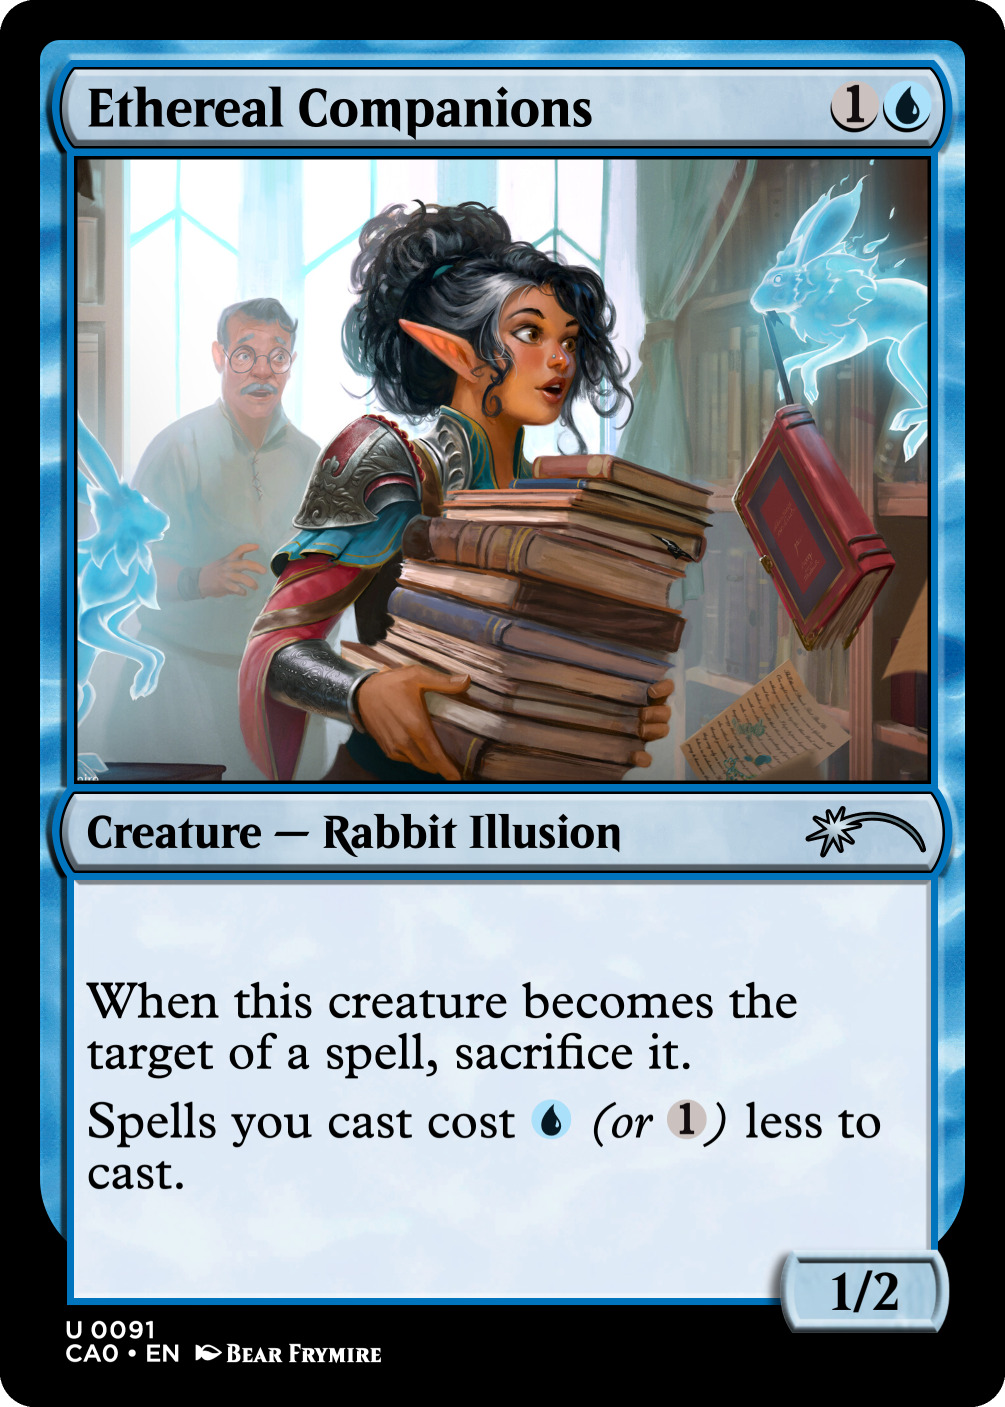 Ethereal Companions 1
Creature — Rabbit Illusion
When this creature becomes the
target of a spell, sacrifice it.
Spells you cast cost (or 1) less to
cast.
1/2
U 0091
CAO • EN BEAR FRYMIRE